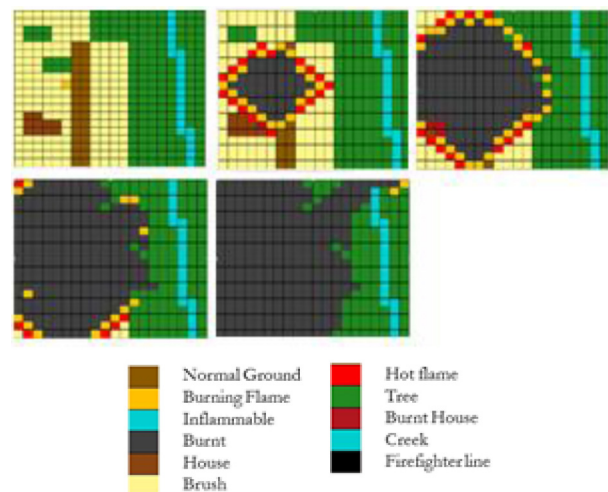 Normal Ground
Burning Flame
Inflammable
Burnt
House
Brush
Hot flame
Tree
Burnt House
Creek
Firefighter line